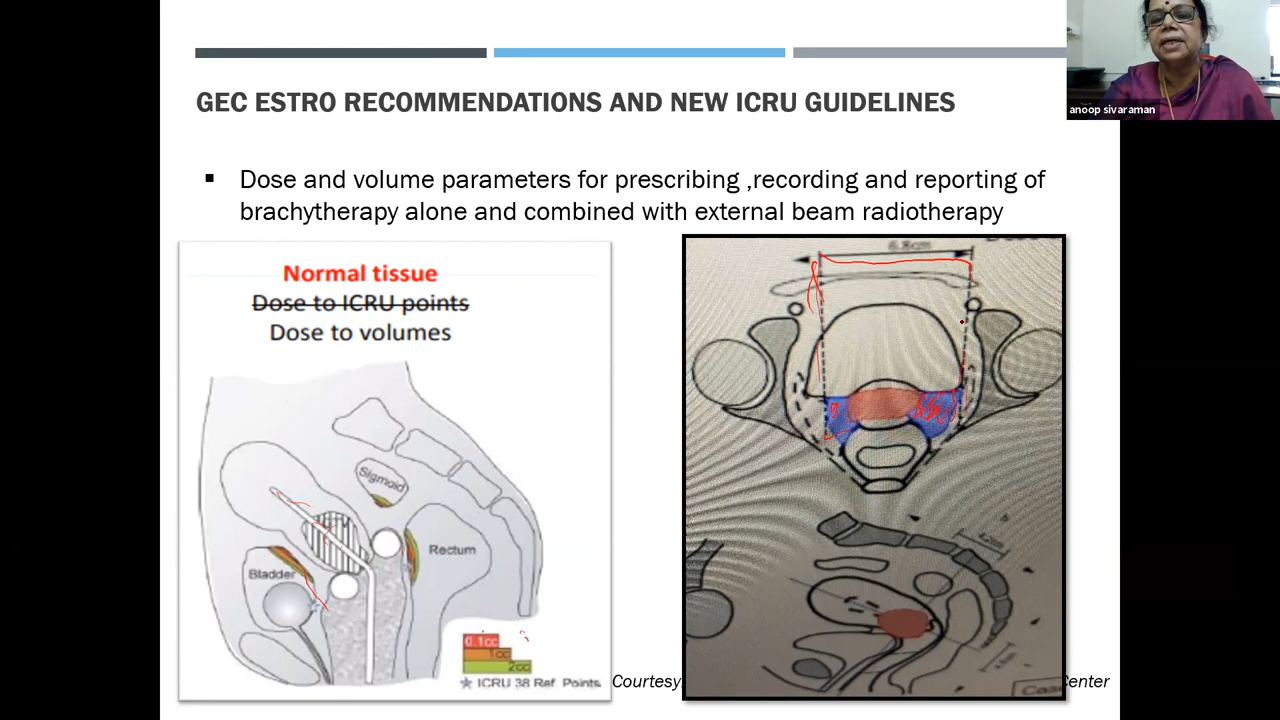 anoop sivaraman
GEC ESTRO RECOMMENDATIONS AND NEW ICRU GUIDELINES
▪ Dose and volume parameters for prescribing ,recording and reporting of
brachytherapy alone and combined with external beam radiotherapy
Normal tissue
Dose to ICRU points
Dose to volumes
6.8cm
Sigmoid
Rectum
Bladder
0.1cc
1cc
2cc
ICRU 38 Ref. Points
Courtesy
Center